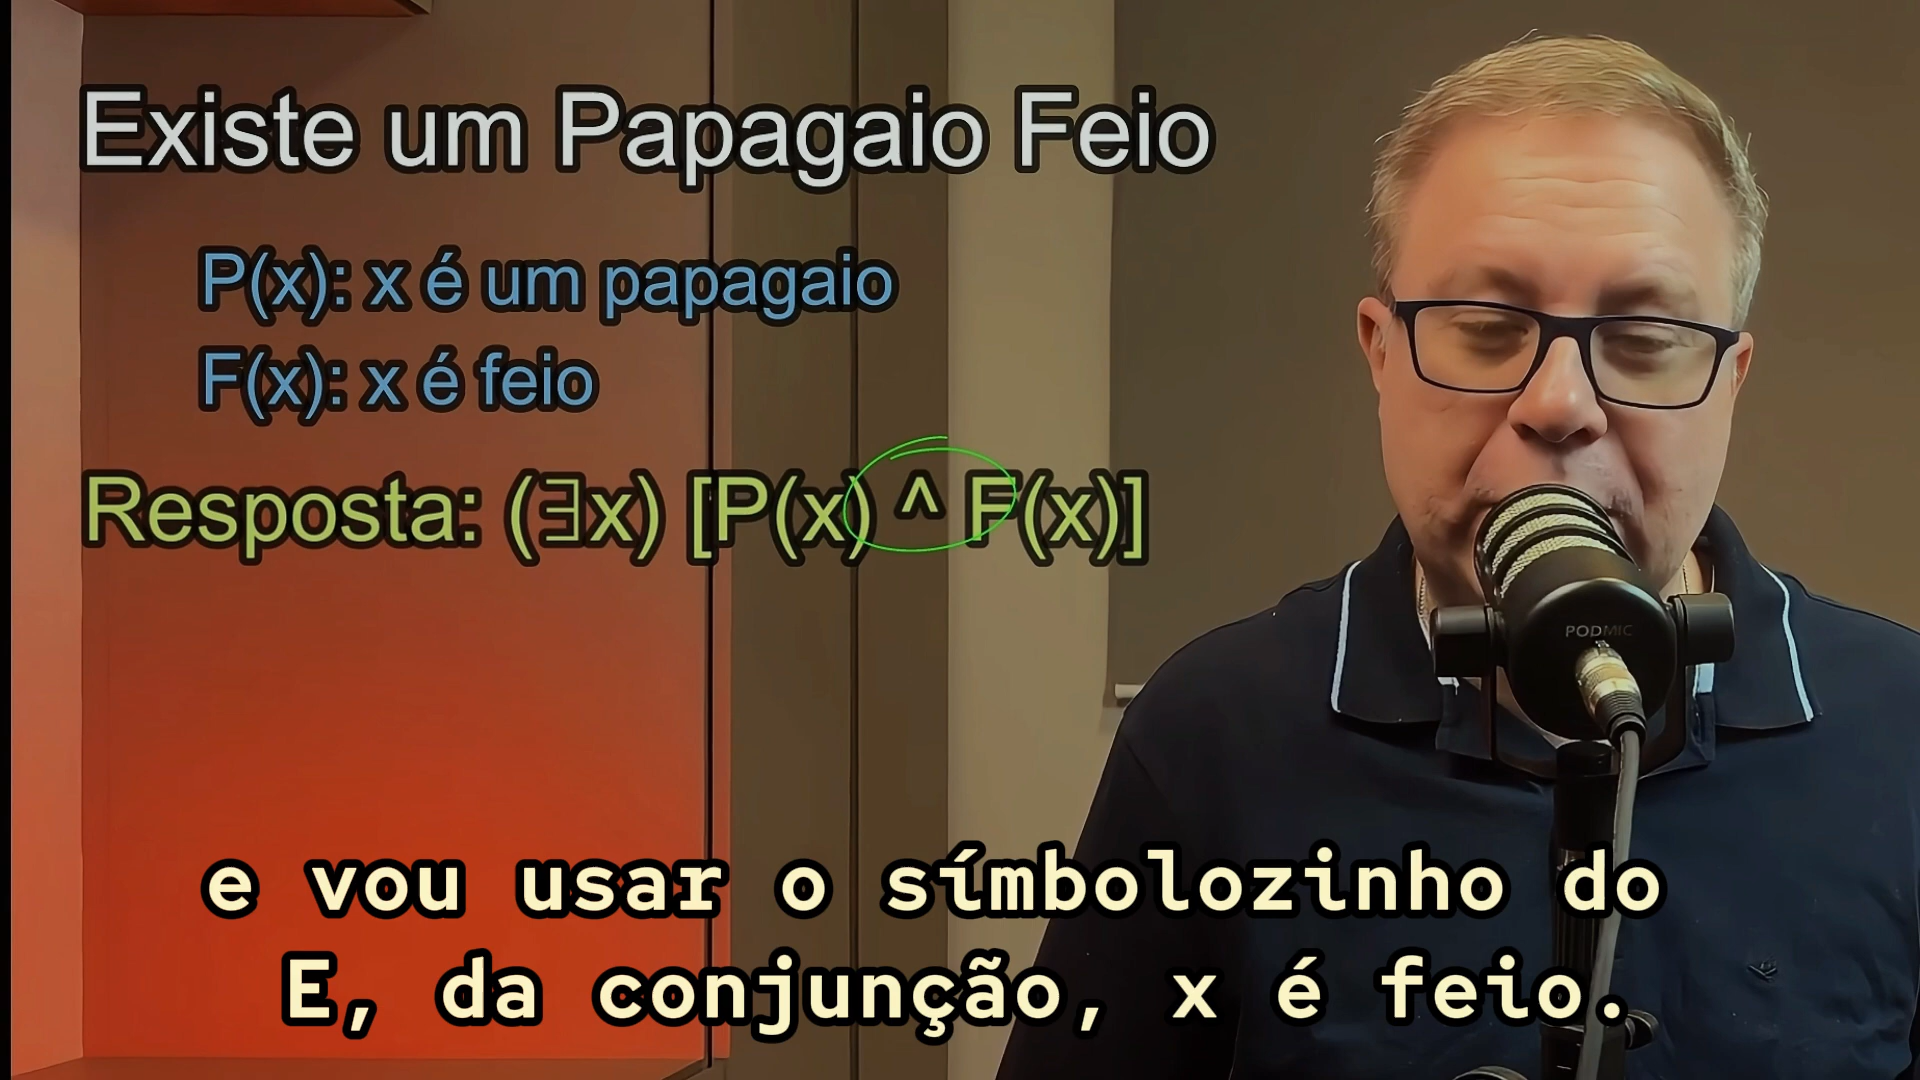 Existe um Papagaio Feio
P(x): x é um papagaio
F(x): x é feio
Resposta: (∃x) [P(x) ^ F(x)]
PODMIC
e vou usar o símbolozinho do
E, da conjunção, x é feio.